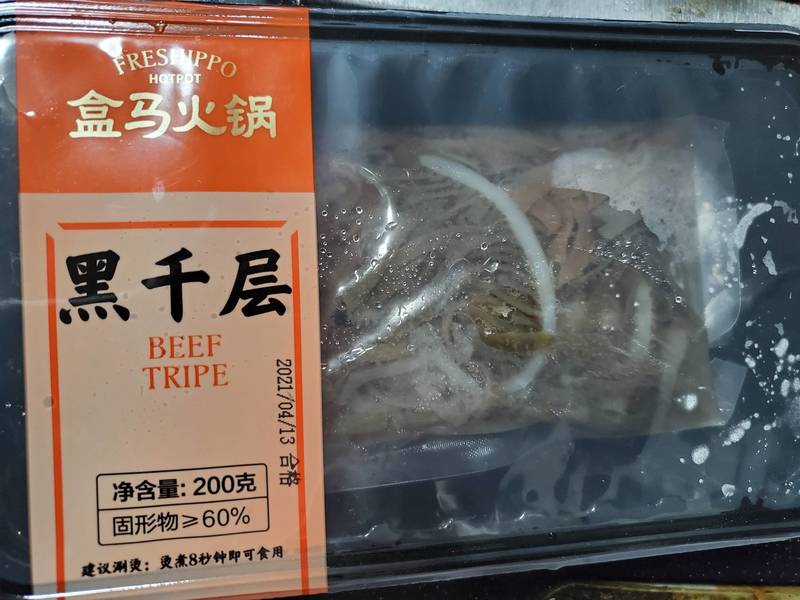 FRESHIPPO
HOTPOT
盒马火锅
黑千层
BEEF
TRIPE
2021/04/13 合格
净含量: 200克
固形物≥60%
建议涮烫: 烫煮8秒钟即可食用